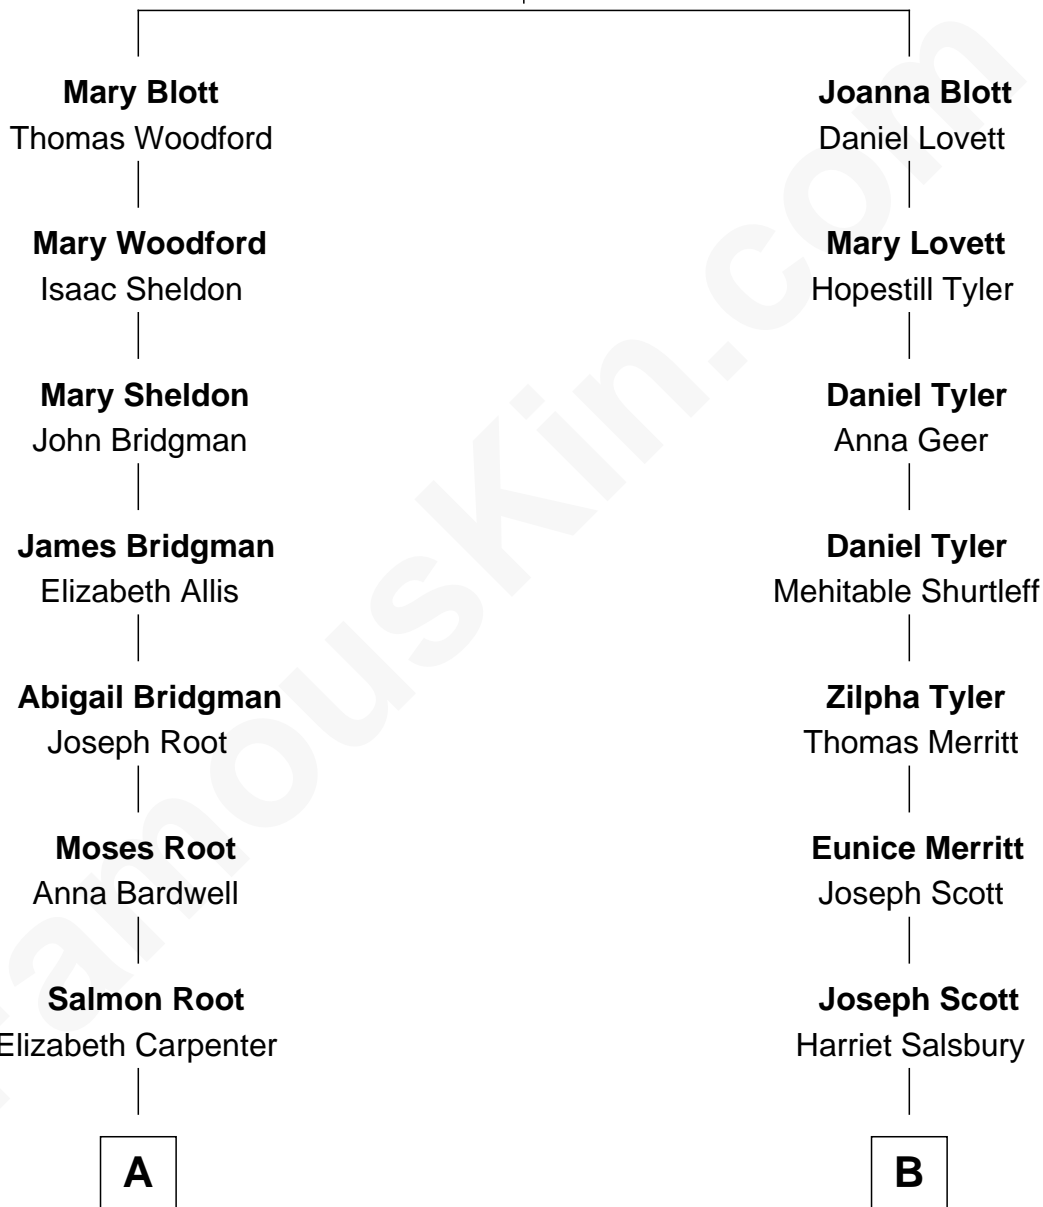 Mary Blott
Thomas Woodford
Mary Woodford
Isaac Sheldon
Mary Sheldon
John Bridgman
James Bridgman
Elizabeth Allis
Abigail Bridgman
Joseph Root
Moses Root
Anna Bardwell
Salmon Root
Elizabeth Carpenter
A
Joanna Blott
Daniel Lovett
Mary Lovett
Hopestill Tyler
Daniel Tyler
Anna Geer
Daniel Tyler
Mehitable Shurtleff
Zilpha Tyler
Thomas Merritt
Eunice Merritt
Joseph Scott
Joseph Scott
Harriet Salsbury
B
FamousKin.com